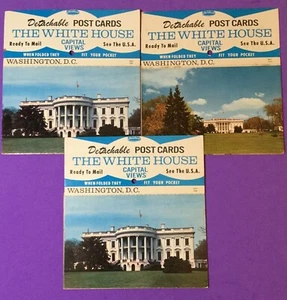 Detachable POST CARDS
THE WHITE HOUSE
Ready To Mail CAPITAL VIEWS See The U.S.A.
WHEN FOLDED THEY FIT YOUR POCKET
WASHINGTON, D.C.
Detachable POST CARDS
THE WHITE HOUSE
Ready To Mail CAPITAL VIEWS See The U.S.A.
WHEN FOLDED THEY FIT YOUR POCKET
WASHINGTON, D.C.
Detachable POST CARDS
THE WHITE HOUSE
Ready To Mail CAPITAL VIEWS See The U.S.A.
WHEN FOLDED THEY FIT YOUR POCKET
WASHINGTON, D.C.